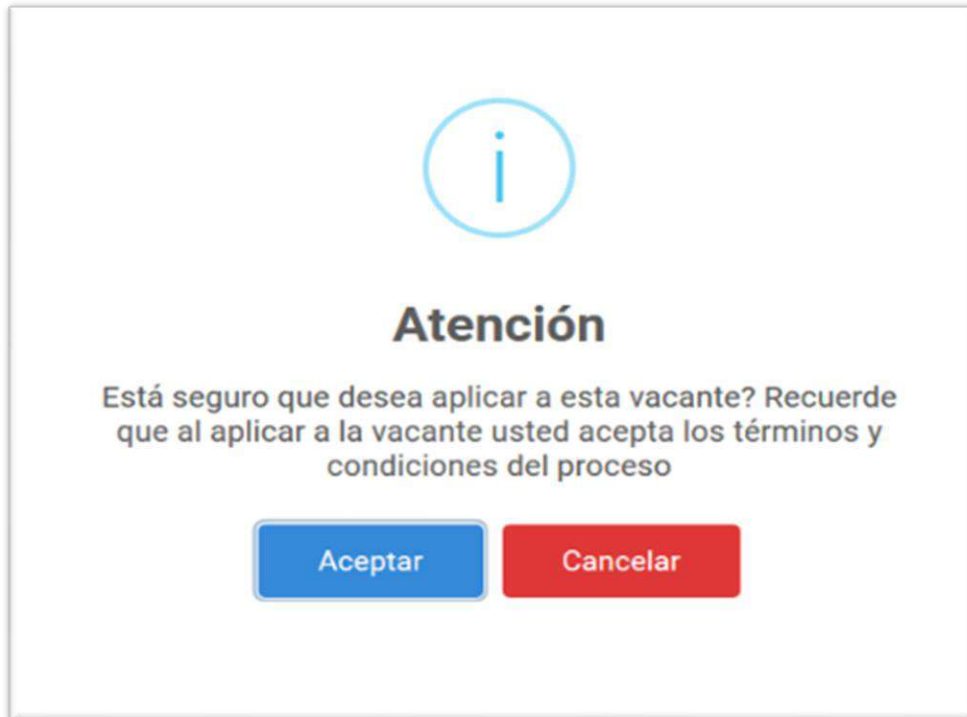 Atención
Está seguro que desea aplicar a esta vacante? Recuerde
que al aplicar a la vacante usted acepta los términos y
condiciones del proceso
Aceptar
Cancelar